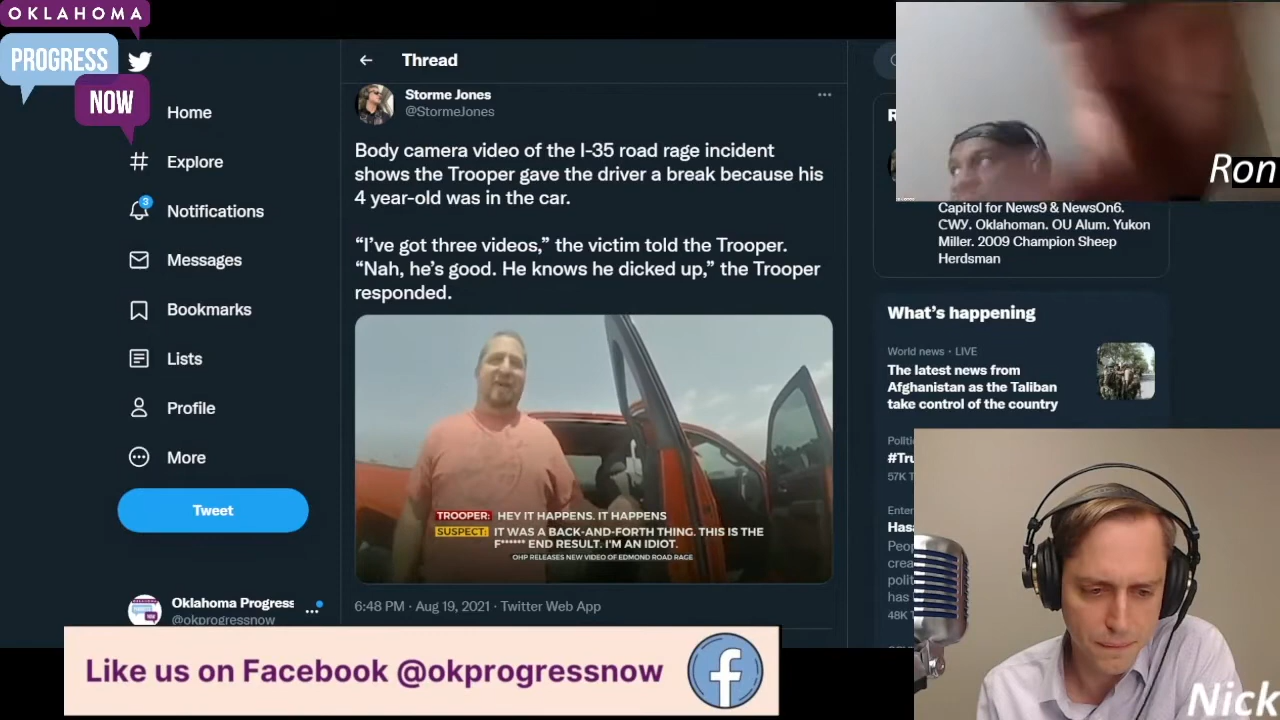 OKLAHOMA
PROGRESS
NOW
Home
Explore
3
Notifications
Messages
Bookmarks
Lists
Profile
More
Tweet
Oklahoma Progress
@okprogressnow
Thread
Storme Jones
@StormeJones
Body camera video of the I-35 road rage incident
shows the Trooper gave the driver a break because his
4 year-old was in the car.
“I’ve got three videos,” the victim told the Trooper.
“Nah, he’s good. He knows he dicked up,” the Trooper
responded.
TROOPER: HEY IT HAPPENS. IT HAPPENS
SUSPECT: IT WAS A BACK-AND-FORTH THING. THIS IS THE
F****** END RESULT. I'M AN IDIOT.
OHP RELEASES NEW VIDEO OF EDMOND ROAD RAGE
6:48 PM · Aug 19, 2021 · Twitter Web App
Ron
Capitol for News9 & NewsOn6.
CWY. Oklahoman. OU Alum. Yukon
Miller. 2009 Champion Sheep
Herdsman
What’s happening
World news · LIVE
The latest news from
Afghanistan as the Taliban
take control of the country
57K T
48K T
Like us on Facebook @okprogressnow
Nick